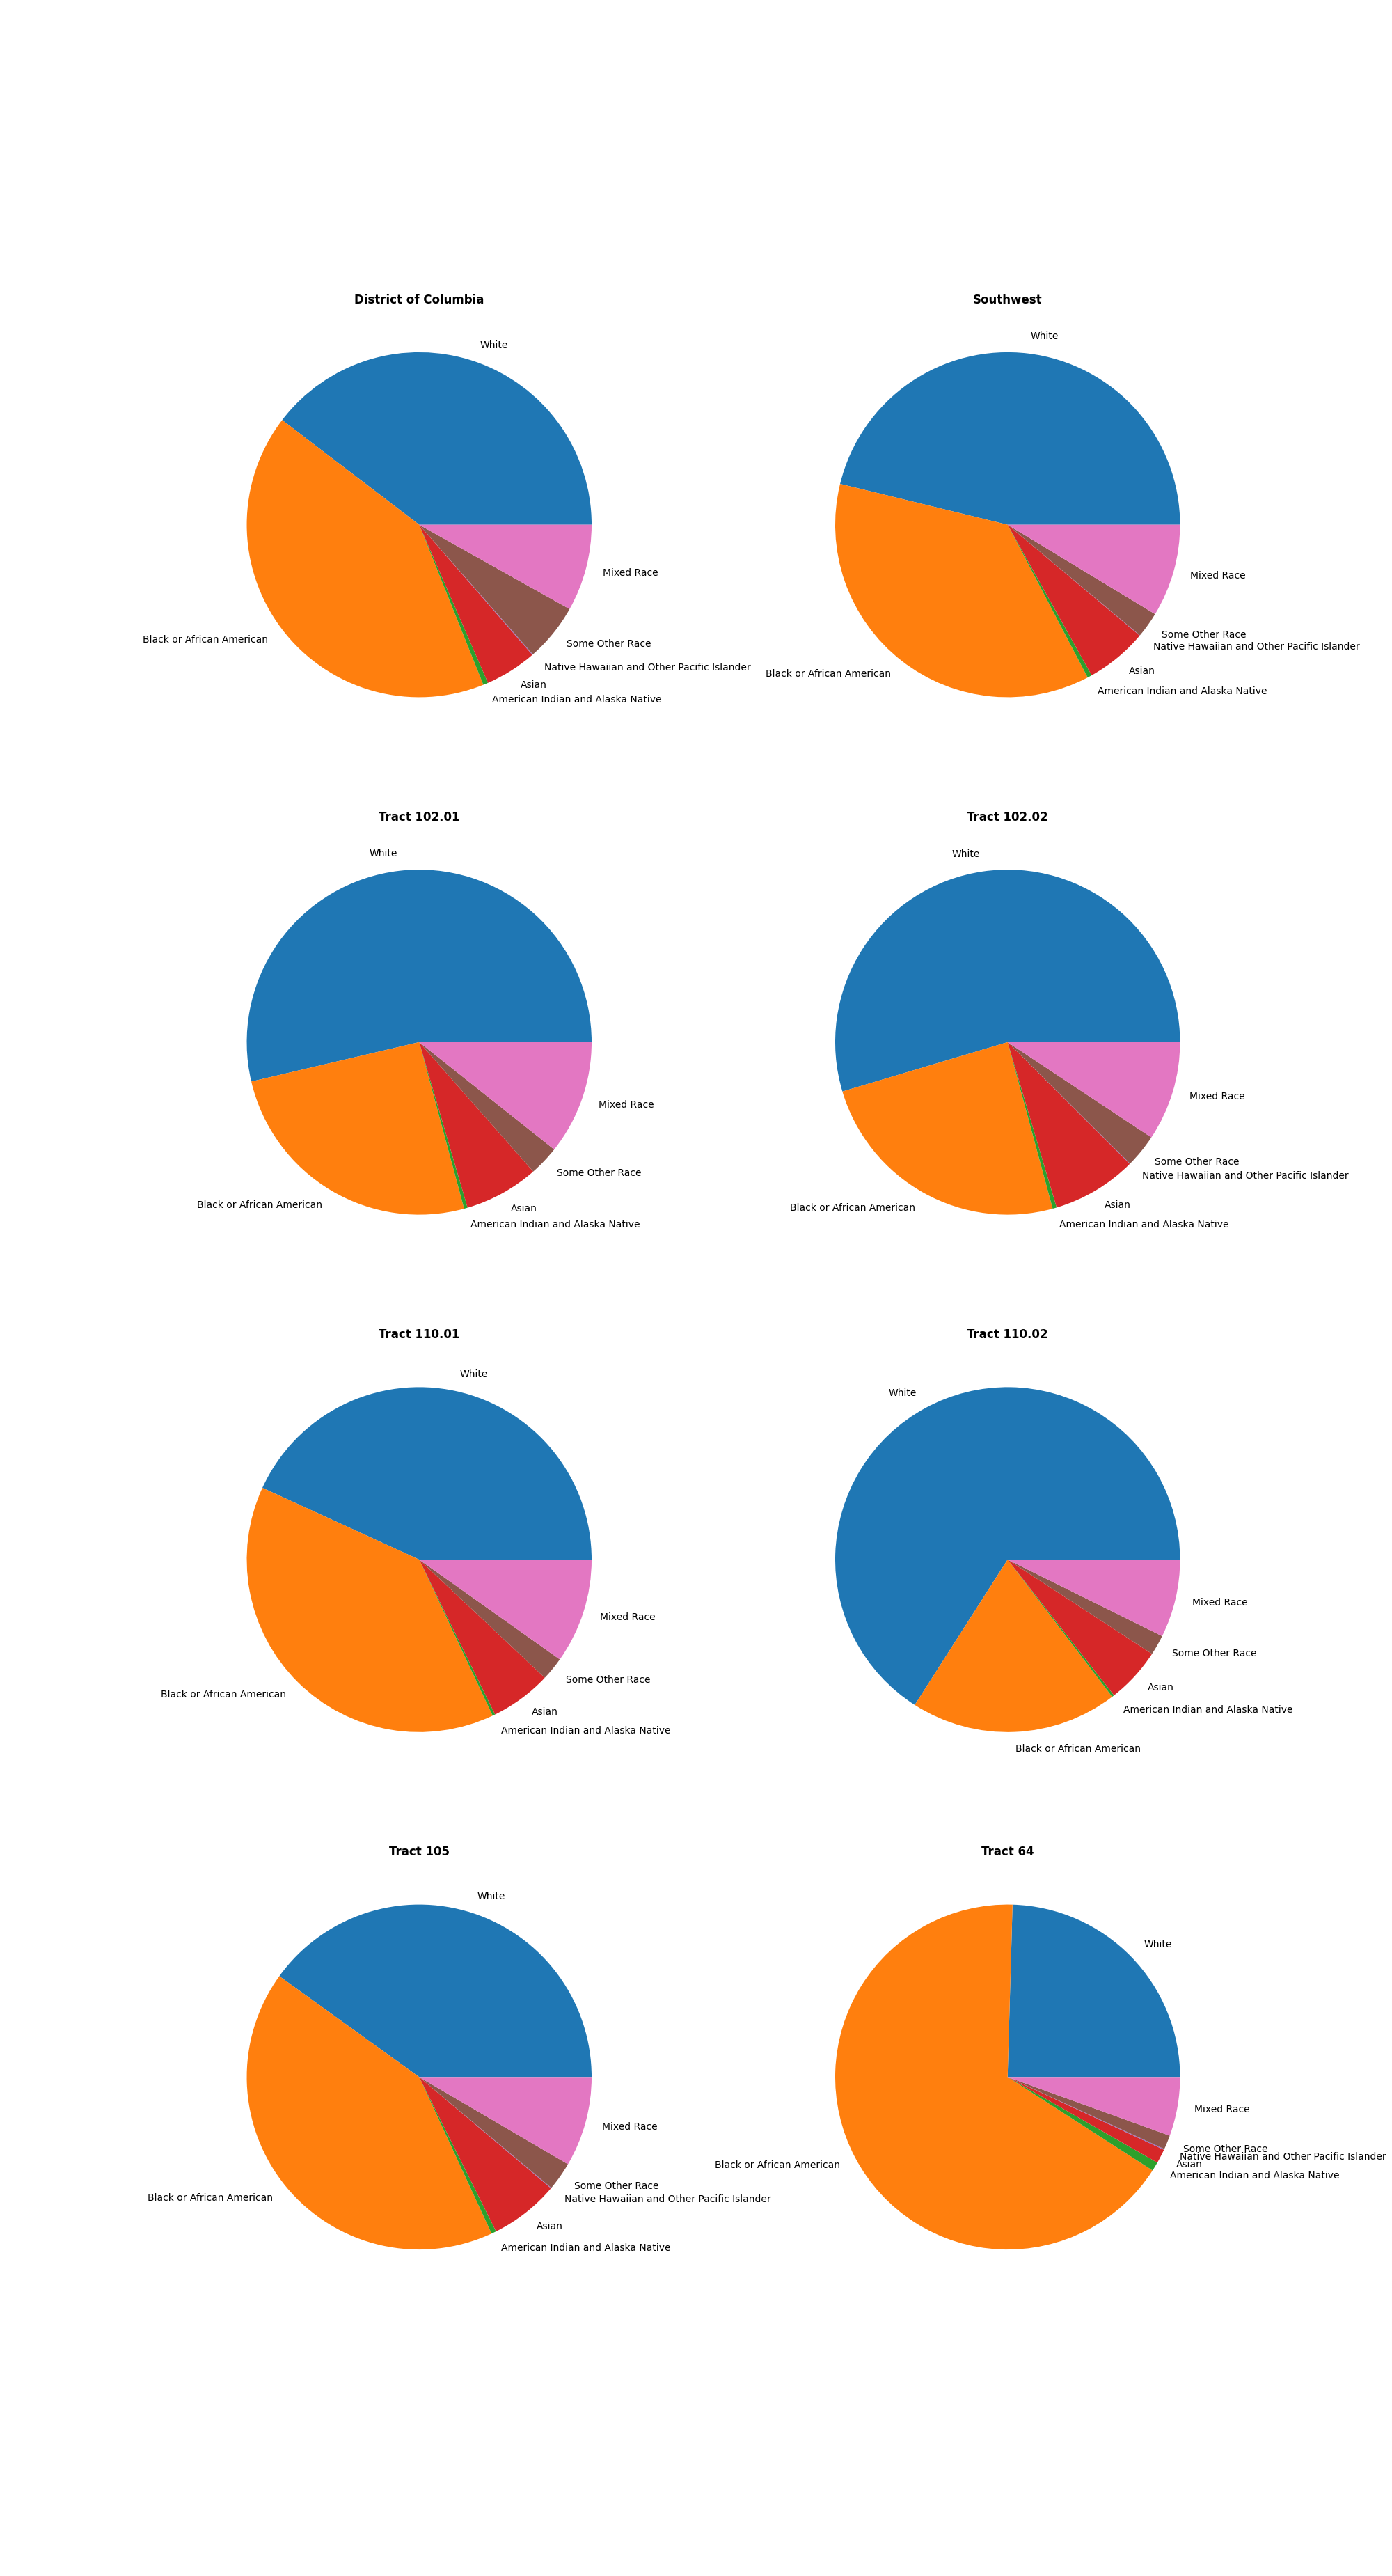 District of Columbia
White
Mixed Race
Black or African American
Some Other Race
Native Hawaiian and Other Pacific Islander
Asian
American Indian and Alaska Native
Southwest
White
Mixed Race
Some Other Race
Native Hawaiian and Other Pacific Islander
Black or African American
Asian
American Indian and Alaska Native
Tract 102.01
White
Mixed Race
Some Other Race
Black or African American
Asian
American Indian and Alaska Native
Tract 102.02
White
Mixed Race
Some Other Race
Native Hawaiian and Other Pacific Islander
Black or African American
Asian
American Indian and Alaska Native
Tract 110.01
White
Mixed Race
Some Other Race
Black or African American
Asian
American Indian and Alaska Native
Tract 110.02
White
Mixed Race
Some Other Race
Asian
American Indian and Alaska Native
Black or African American
Tract 105
White
Mixed Race
Some Other Race
Black or African American
Native Hawaiian and Other Pacific Islander
Asian
American Indian and Alaska Native
Tract 64
White
Mixed Race
Some Other Race
Native Hawaiian and Other Pacific Islander
Black or African American
Asian
American Indian and Alaska Native